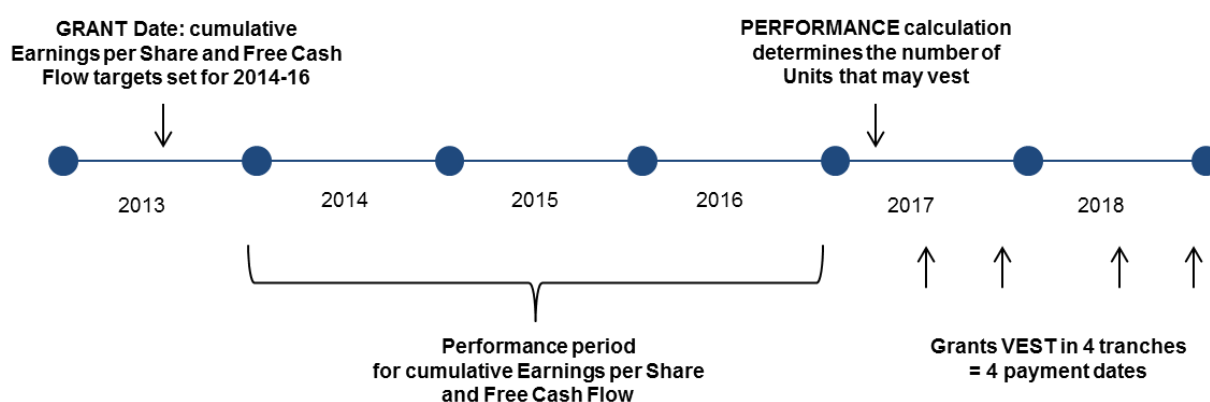 GRANT Date: cumulative
Earnings per Share and Free Cash
Flow targets set for 2014-16
PERFORMANCE calculation
determines the number of
Units that may vest
2013
2014
2015
2016
2017
2018
Performance period
for cumulative Earnings per Share
and Free Cash Flow
Grants VEST in 4 tranches
= 4 payment dates